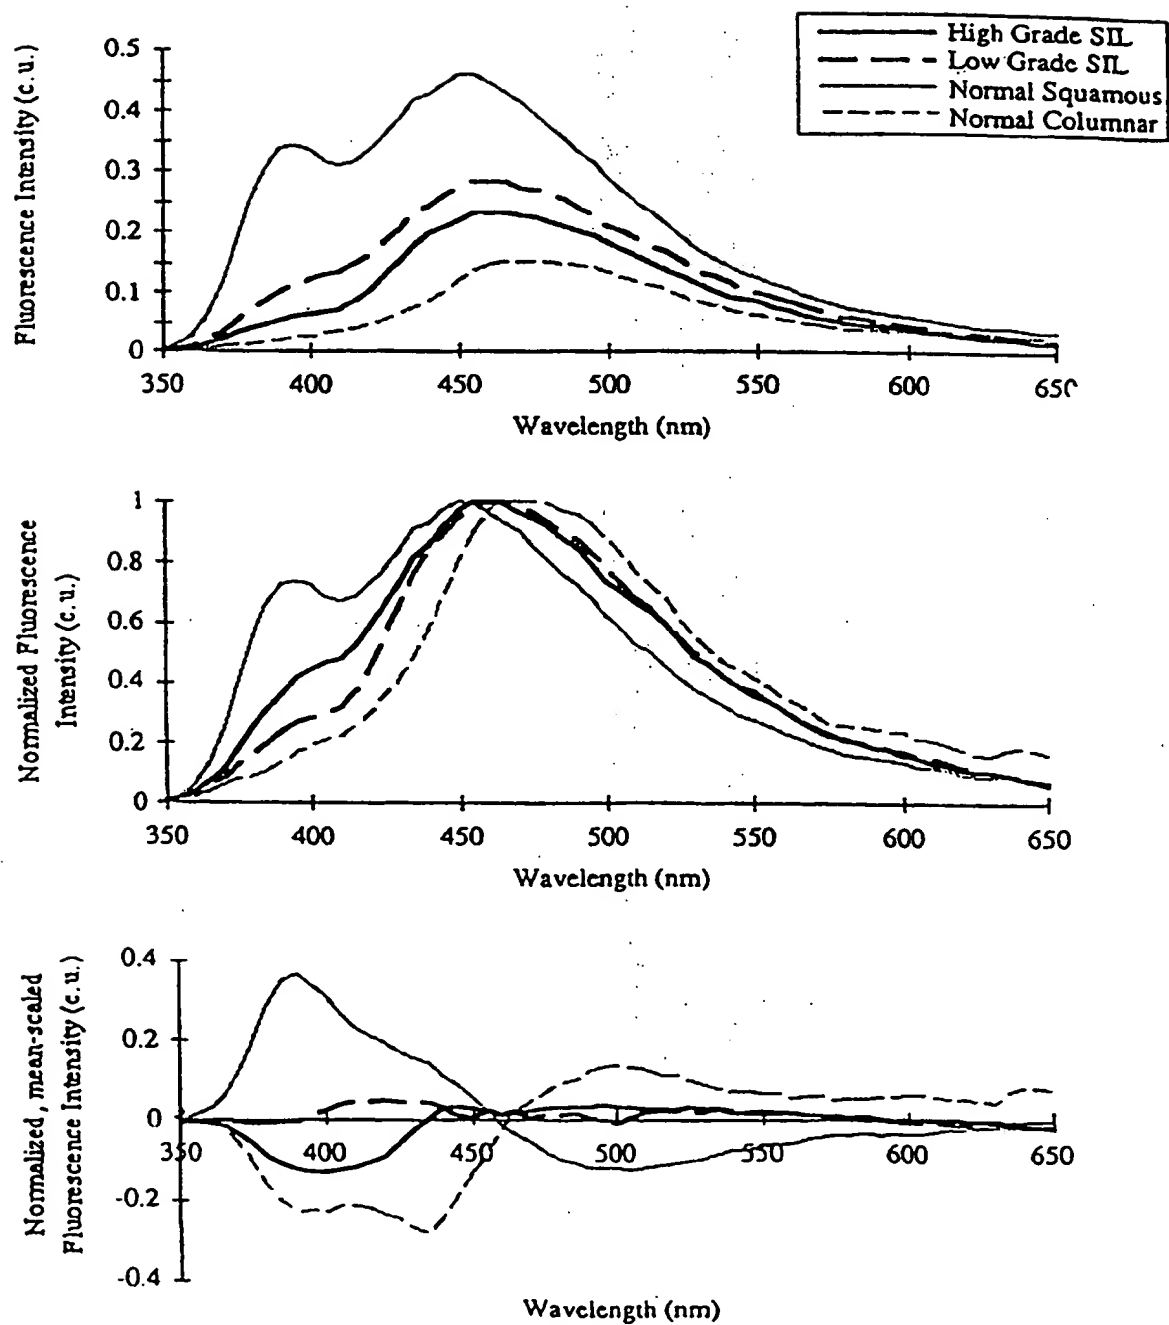 High Grade SIL
Low Grade SIL
Normal Squamous
Normal Columnar
Fluorescence Intensity (c. u.)
0.5
0.4
0.3
0.2
0.1
0
350 400 450 500 550 600 650
Wavelength (nm)
Normalized Fluorescence
Intensity (c. u.)
1
0.8
0.6
0.4
0.2
0
350 400 450 500 550 600 650
Wavelength (nm)
Normalized, mean-scaled
Fluorescence Intensity (c. u.)
0.4
0.2
0
-0.2
-0.4
350 400 450 500 550 600 650
Wavelength (nm)